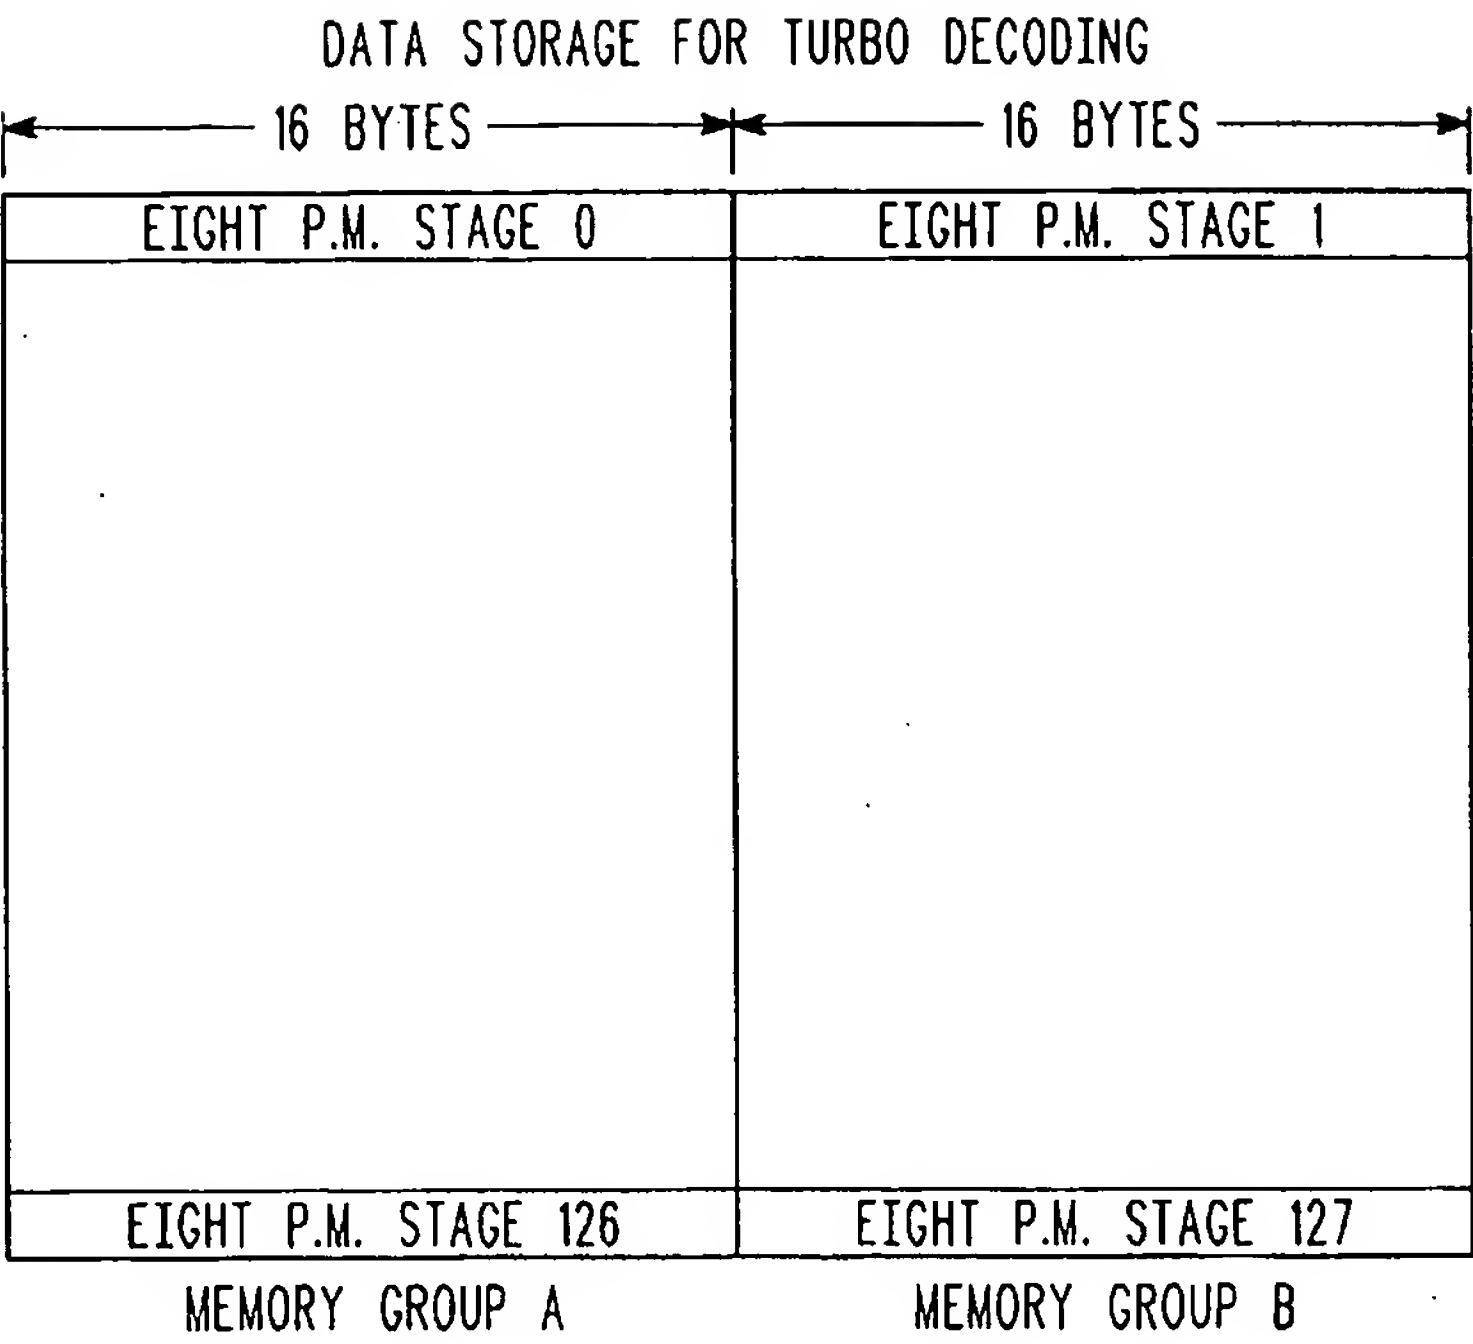 DATA STORAGE FOR TURBO DECODING
16 BYTES 16 BYTES
EIGHT P.M. STAGE 0 EIGHT P.M. STAGE 1
EIGHT P.M. STAGE 126 EIGHT P.M. STAGE 127
MEMORY GROUP A MEMORY GROUP B